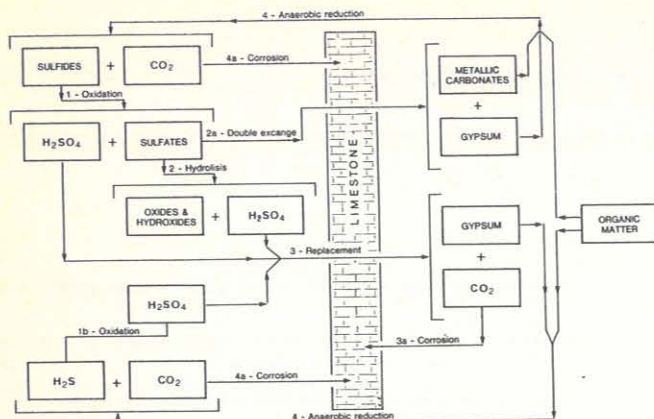 4 - Anaerobic reduction
SULFIDES + CO2
4a - Corrosion
METALLIC
CARBONATES
1 - Oxidation
+
H2SO4 + SULFATES
2a - Double excange
GYPSUM
2 - Hydrolisis
LIMESTONE
OXIDES &
HYDROXIDES + H2SO4
GYPSUM
ORGANIC
MATTER
3 - Replacement
+
H2SO4
CO2
1b - Oxidation
3a - Corrosion
H2S + CO2
4a - Corrosion
4 - Anaerobic reduction